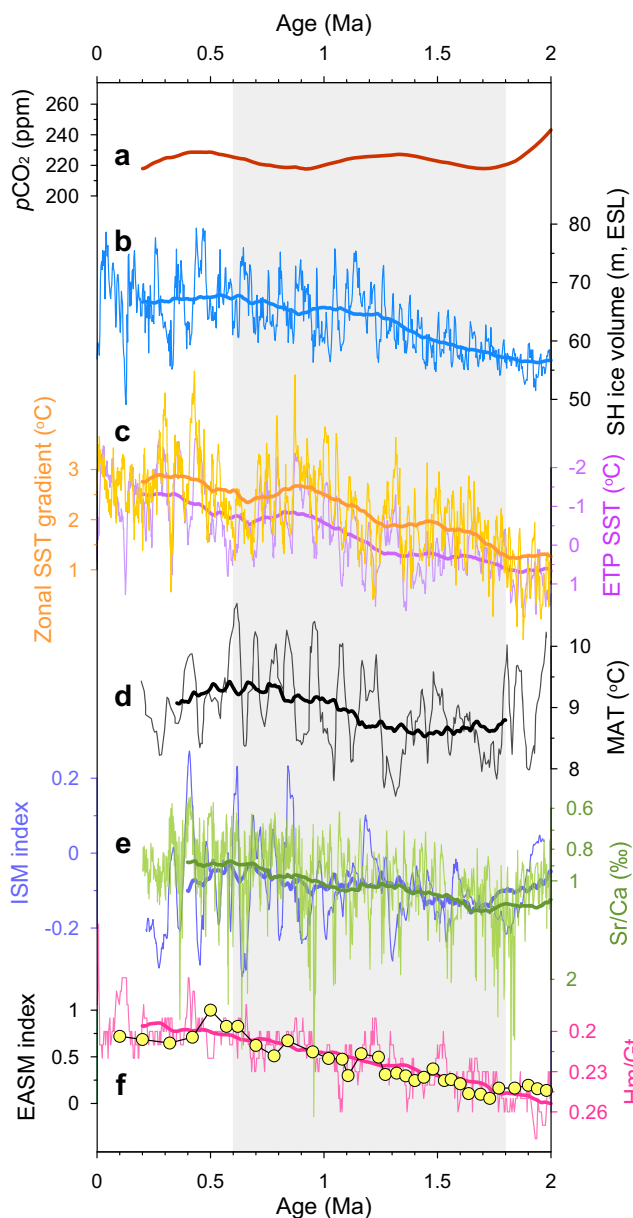 Age (Ma)
0 0.5 1 1.5 2
260
240
220
200
pCO₂ (ppm)
a
80
70
60
50
SH ice volume (m, ESL)
b
3
2
1
Zonal SST gradient (°C)
c
-2
-1
0
1
ETP SST (°C)
10
9
8
MAT (°C)
d
0.2
0
-0.2
ISM index
e
0.6
0.8
1
2
Sr/Ca (‰)
1
0.5
0
EASM index
f
0.2
0.23
0.26
Hm/Gt
0 0.5 1 1.5 2
Age (Ma)